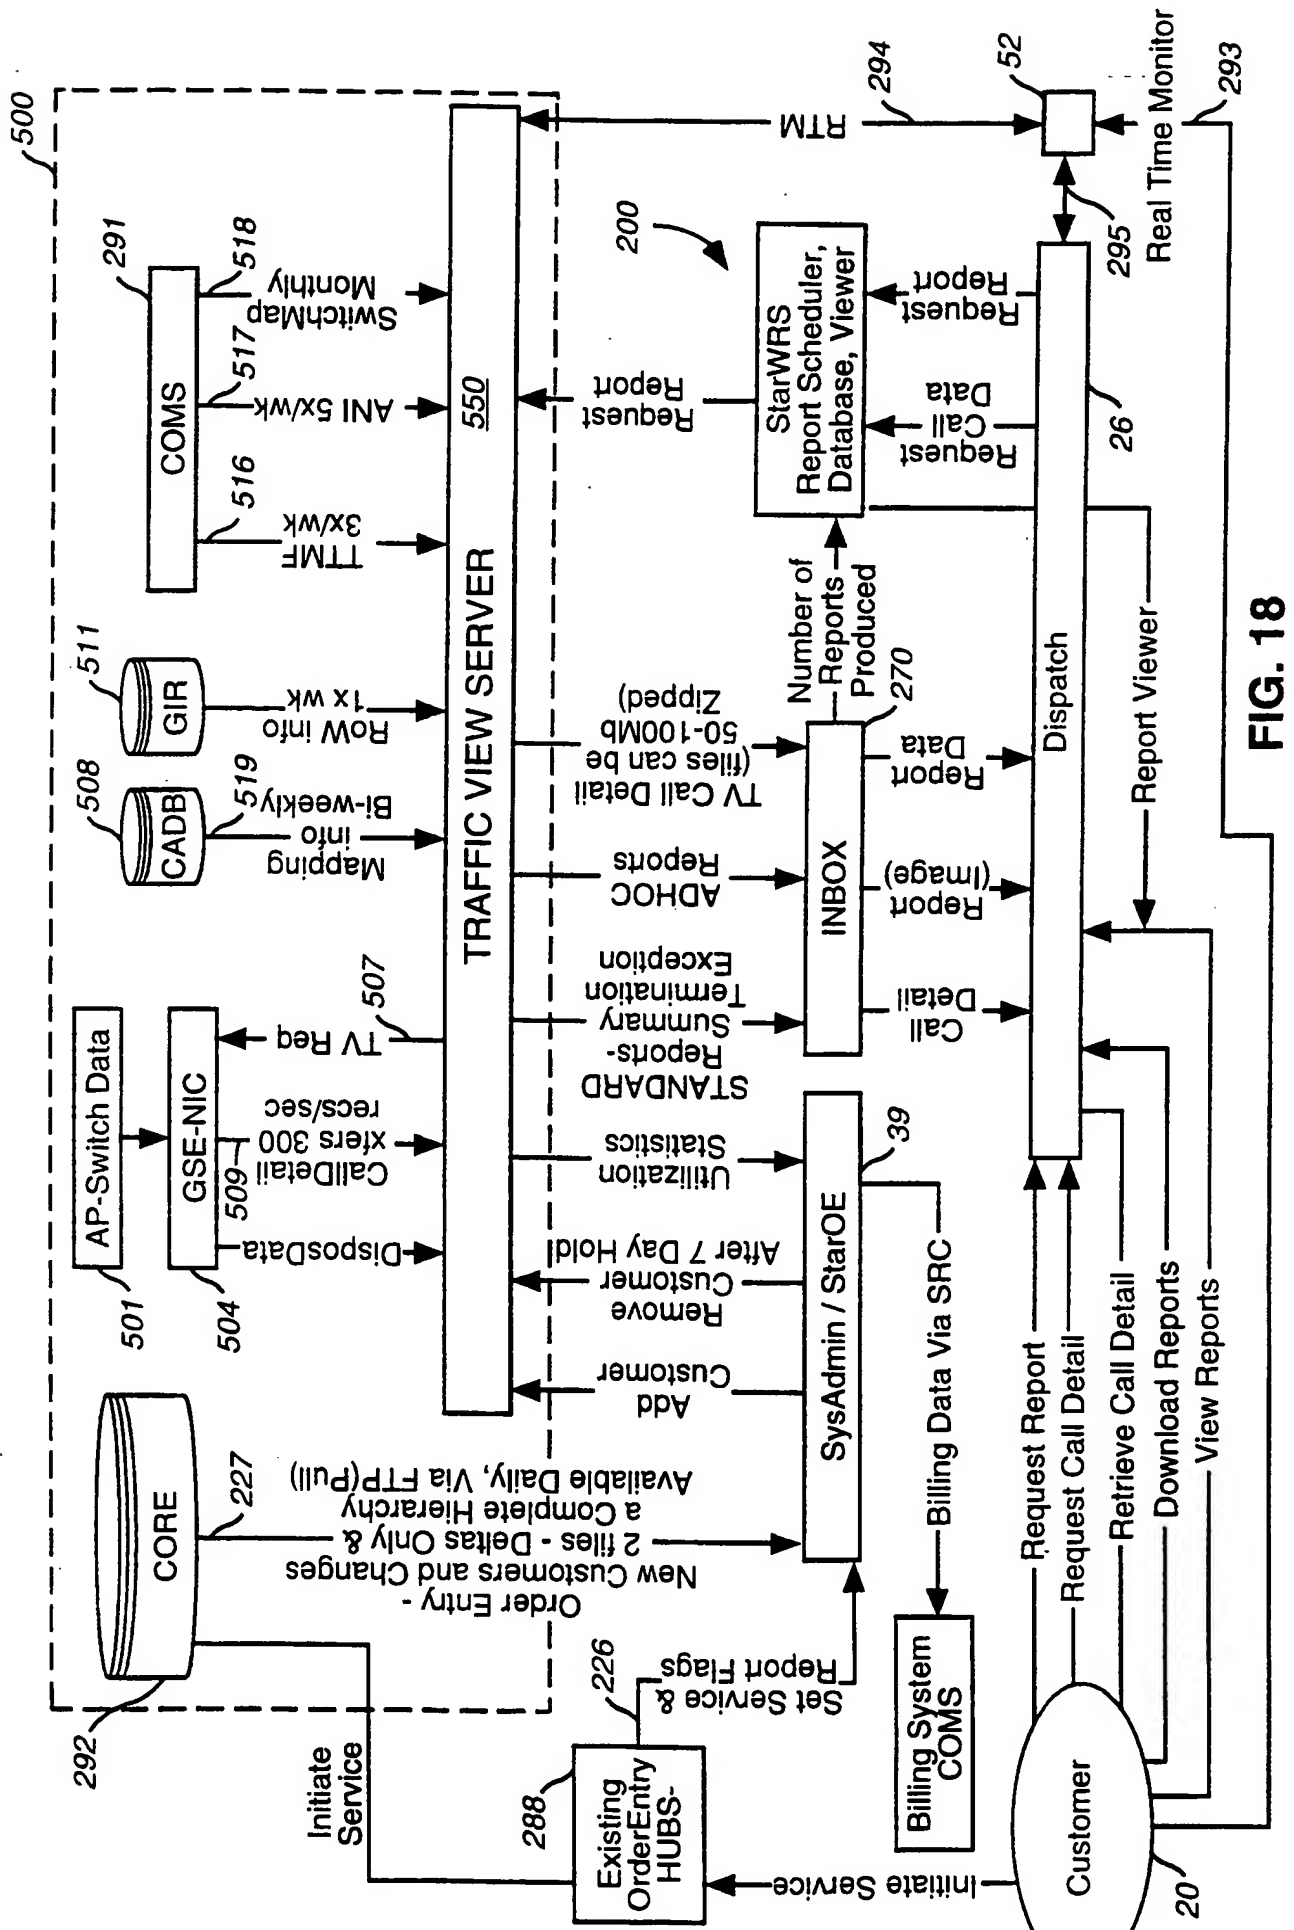 500
292
CORE
227
Order Entry -
New Customers and Changes
2 files - Deltas Only &
a Complete Hierarchy
Available Daily, Via FTP(Pull)
501
AP-Switch Data
504
GSE-NIC
DisposData
509
CallDetail
xfers 300
recs/sec
TV Req
507
508
CADB
519
Mapping
info
Bi-weekly
511
GIR
RoW info
1x wk
291
COMS
516
TTMF
3x/wk
517
ANI 5x/wk
518
SwitchMap
Monthly
TRAFFIC VIEW SERVER
550
Initiate
Service
288
Existing
OrderEntry
HUBS-
226
Set Service &
Report Flags
Add
Customer
Remove
Customer
After 7 Day Hold
Utilization
Statistics
STANDARD
Reports-
Summary
Termination
Exception
ADHOC
Reports
TV Call Detail
(files can be
50-100Mb
Zipped)
Request
Report
RTM
294
200
SysAdmin / StarOE
39
INBOX
270
Number of
Reports
Produced
StarWRS
Report Scheduler,
Database, Viewer
Billing System
COMS
Billing Data Via SRC
Call
Detail
Report
(Image)
Report
Data
Request
Call
Data
Request
Report
52
295
Initiate Service
Customer
20
Request Report
Request Call Detail
Retrieve Call Detail
Download Reports
View Reports
Dispatch
26
Report Viewer
Real Time Monitor
293
FIG. 18